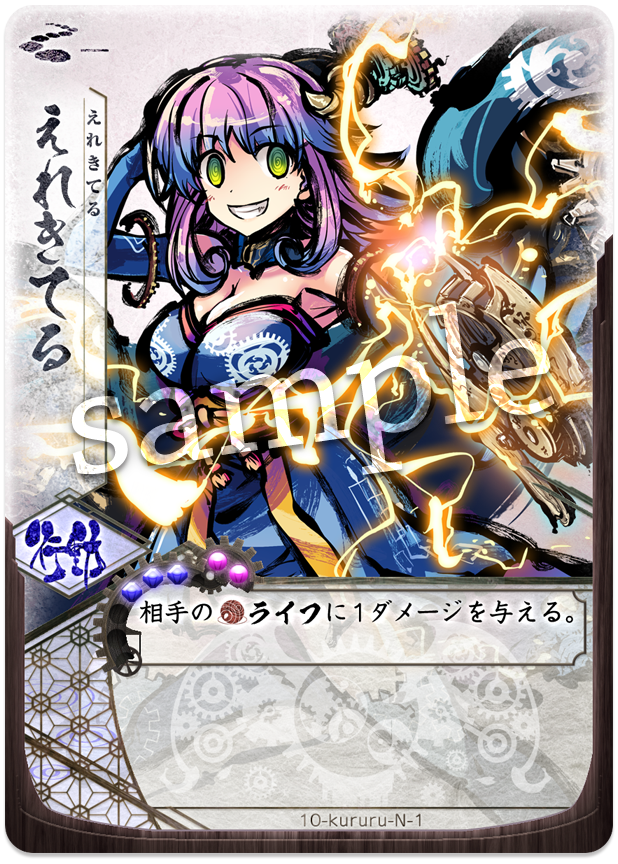 えれきてる
えれきてる
sample
行動
相手のライフに1ダメージを与える。
10-kururu-N-1